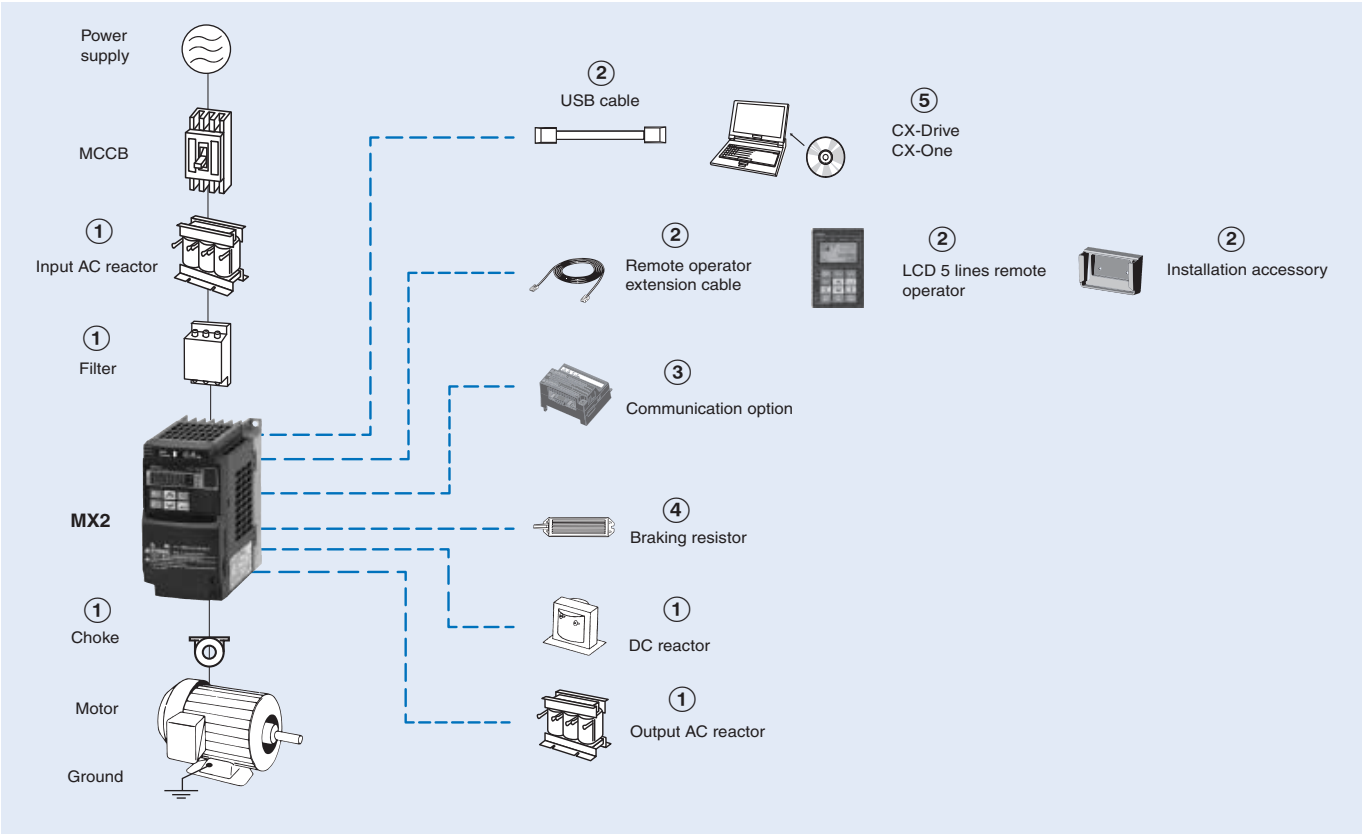 Power
supply
MCCB
1
Input AC reactor
1
Filter
MX2
1
Choke
Motor
Ground
2
USB cable
5
CX-Drive
CX-One
2
Remote operator
extension cable
2
LCD 5 lines remote
operator
2
Installation accessory
3
Communication option
4
Braking resistor
1
DC reactor
1
Output AC reactor